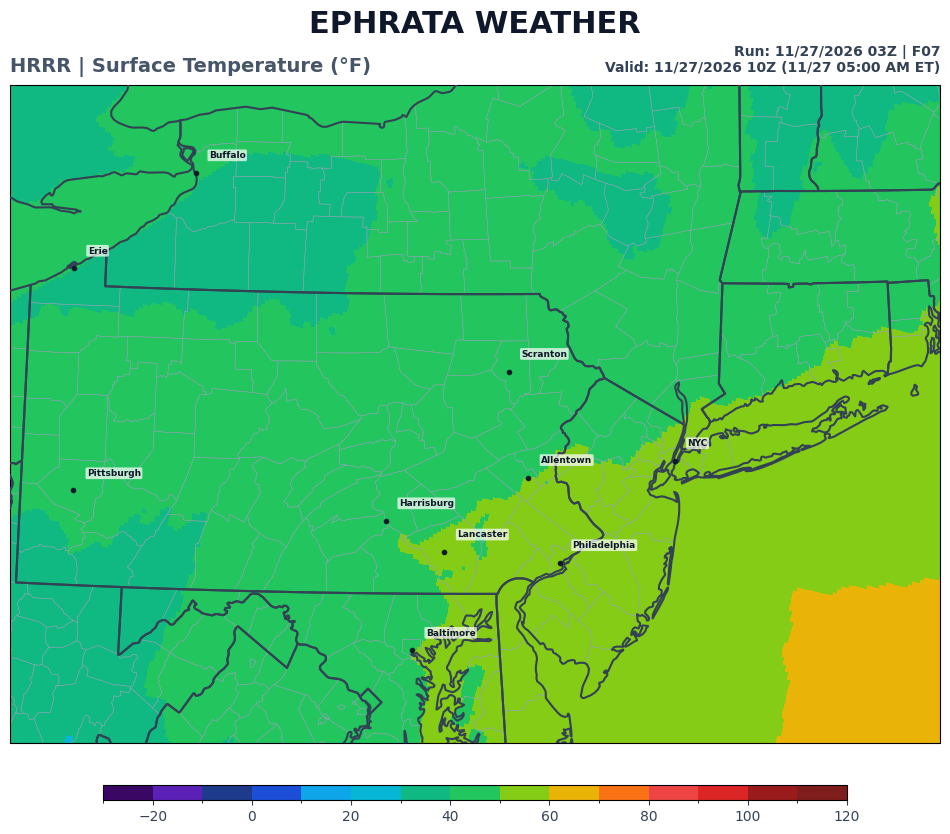 EPHRATA WEATHER
HRRR | Surface Temperature (°F)
Run: 11/27/2026 03Z | F07
Valid: 11/27/2026 10Z (11/27 05:00 AM ET)
Buffalo
Erie
Scranton
NYC
Allentown
Pittsburgh
Harrisburg
Lancaster
Philadelphia
Baltimore
−20 0 20 40 60 80 100 120